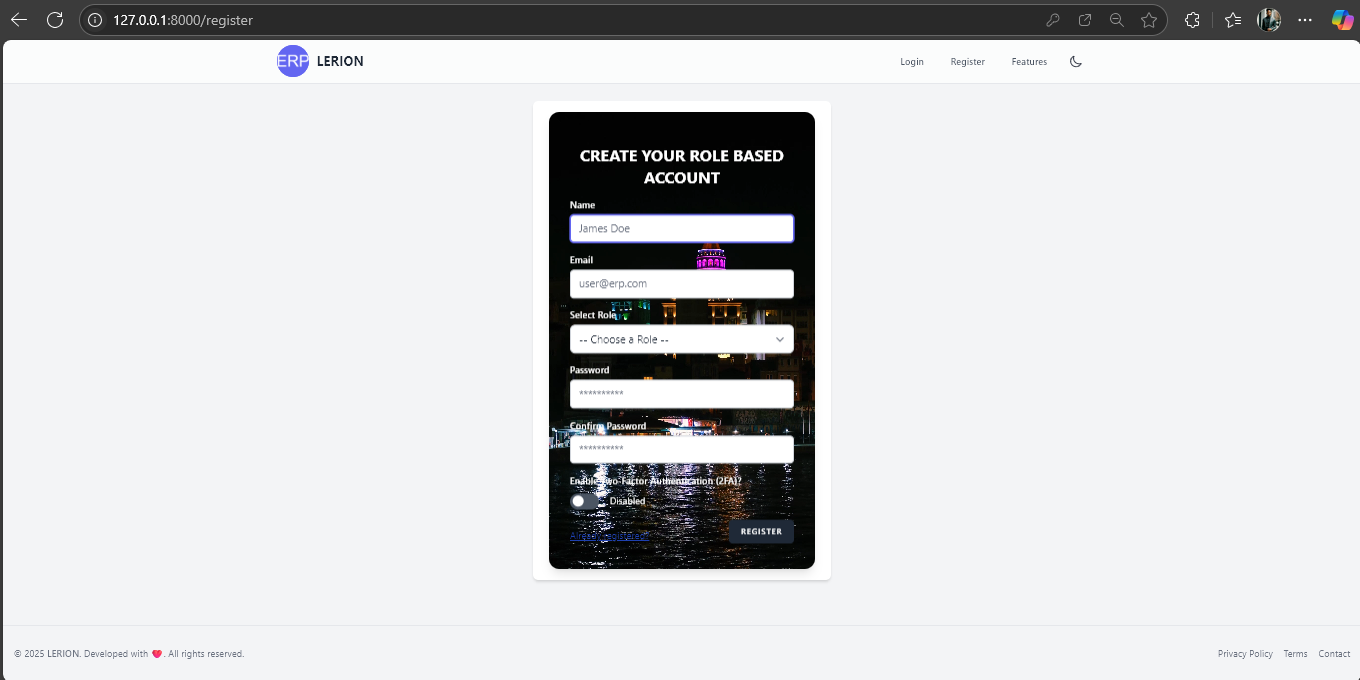 127.0.0.1:8000/register
ERP LERION
Login Register Features
CREATE YOUR ROLE BASED
ACCOUNT
Name
James Doe
Email
user@erp.com
Select Role
-- Choose a Role --
Password
**********
Confirm Password
**********
Enable Two-Factor Authentication (2FA)?
Disabled
Already registered?
REGISTER
© 2025 LERION. Developed with ❤️. All rights reserved.
Privacy Policy Terms Contact